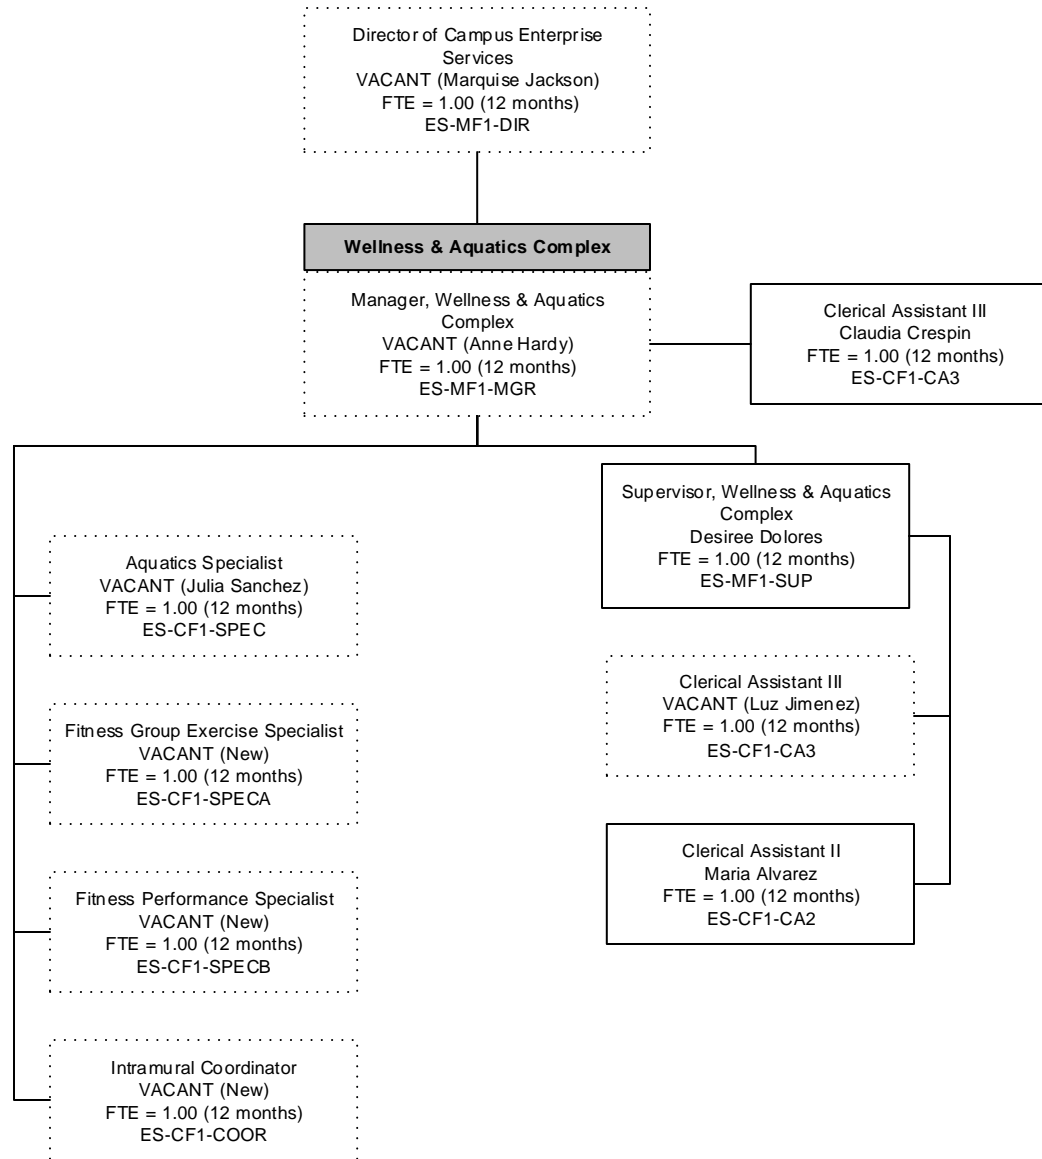 Director of Campus Enterprise
Services
VACANT (Marquise Jackson)
FTE = 1.00 (12 months)
ES-MF1-DIR
Wellness & Aquatics Complex
Manager, Wellness & Aquatics
Complex
VACANT (Anne Hardy)
FTE = 1.00 (12 months)
ES-MF1-MGR
Clerical Assistant III
Claudia Crespin
FTE = 1.00 (12 months)
ES-CF1-CA3
Supervisor, Wellness & Aquatics
Complex
Desiree Dolores
FTE = 1.00 (12 months)
ES-MF1-SUP
Aquatics Specialist
VACANT (Julia Sanchez)
FTE = 1.00 (12 months)
ES-CF1-SPEC
Clerical Assistant III
VACANT (Luz Jimenez)
FTE = 1.00 (12 months)
ES-CF1-CA3
Fitness Group Exercise Specialist
VACANT (New)
FTE = 1.00 (12 months)
ES-CF1-SPECA
Clerical Assistant II
Maria Alvarez
FTE = 1.00 (12 months)
ES-CF1-CA2
Fitness Performance Specialist
VACANT (New)
FTE = 1.00 (12 months)
ES-CF1-SPECB
Intramural Coordinator
VACANT (New)
FTE = 1.00 (12 months)
ES-CF1-COOR